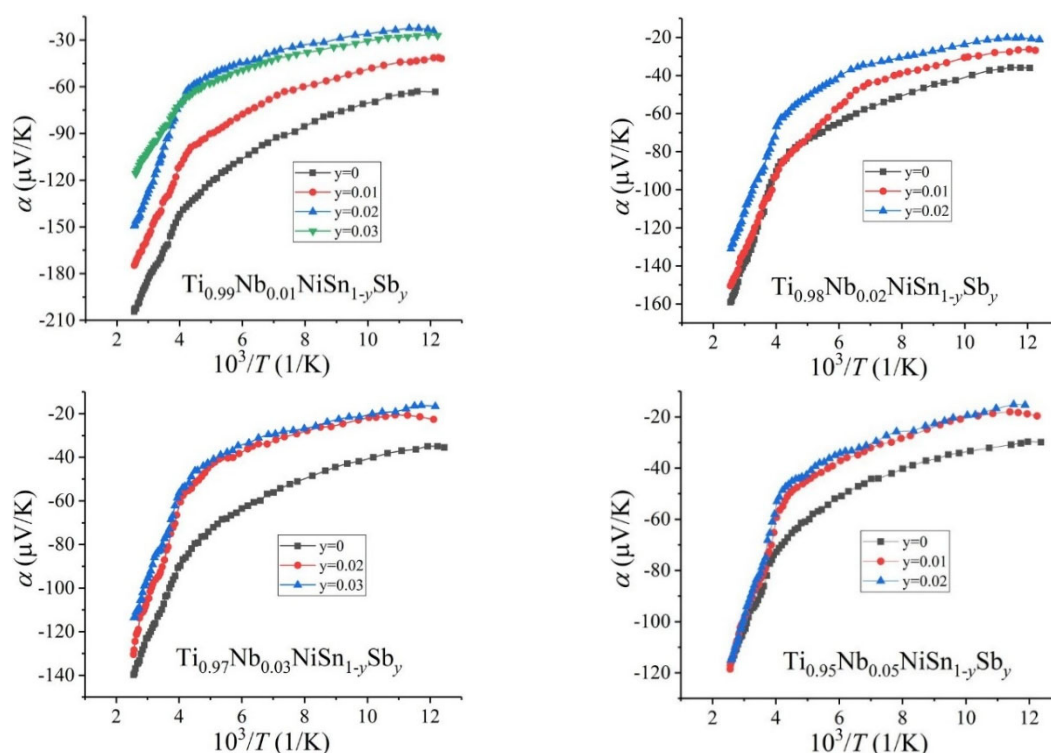 -30
-60
-90
-120
-150
-180
-210
α (μV/K)
y=0
y=0.01
y=0.02
y=0.03
Ti0.99Nb0.01NiSn1-ySby
2 4 6 8 10 12
10³/T (1/K)
-20
-40
-60
-80
-100
-120
-140
-160
α (μV/K)
y=0
y=0.01
y=0.02
Ti0.98Nb0.02NiSn1-ySby
2 4 6 8 10 12
10³/T (1/K)
-20
-40
-60
-80
-100
-120
-140
α (μV/K)
y=0
y=0.02
y=0.03
Ti0.97Nb0.03NiSn1-ySby
2 4 6 8 10 12
10³/T (1/K)
-20
-40
-60
-80
-100
-120
α (μV/K)
y=0
y=0.01
y=0.02
Ti0.95Nb0.05NiSn1-ySby
2 4 6 8 10 12
10³/T (1/K)